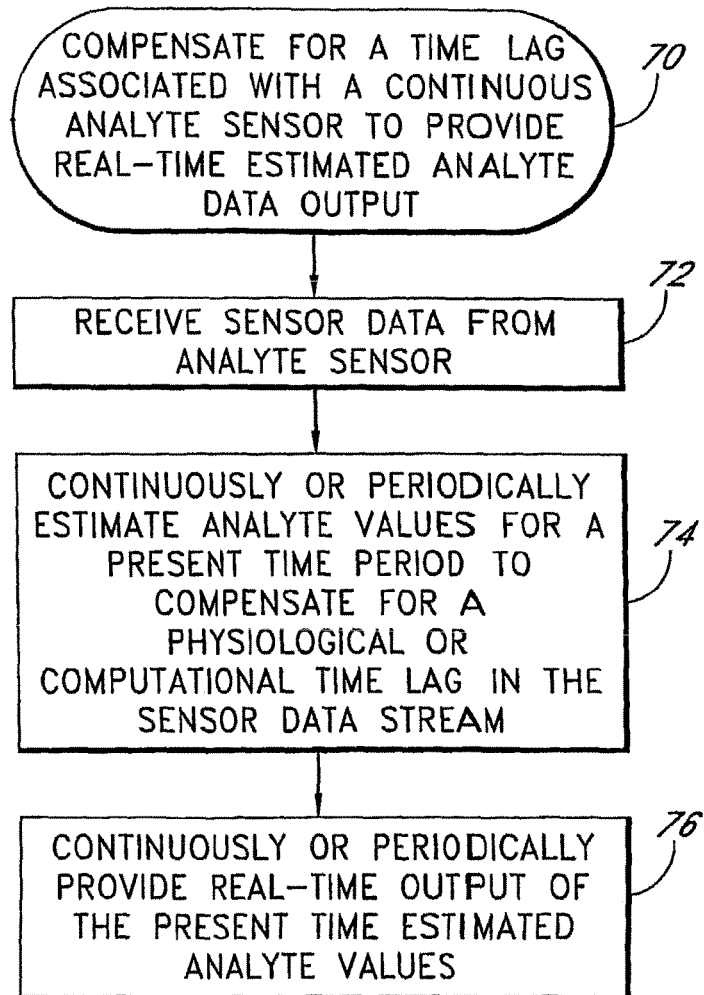 COMPENSATE FOR A TIME LAG
ASSOCIATED WITH A CONTINUOUS
ANALYTE SENSOR TO PROVIDE
REAL-TIME ESTIMATED ANALYTE
DATA OUTPUT
70
RECEIVE SENSOR DATA FROM
ANALYTE SENSOR
72
CONTINUOUSLY OR PERIODICALLY
ESTIMATE ANALYTE VALUES FOR A
PRESENT TIME PERIOD TO
COMPENSATE FOR A
PHYSIOLOGICAL OR
COMPUTATIONAL TIME LAG IN THE
SENSOR DATA STREAM
74
CONTINUOUSLY OR PERIODICALLY
PROVIDE REAL-TIME OUTPUT OF
THE PRESENT TIME ESTIMATED
ANALYTE VALUES
76